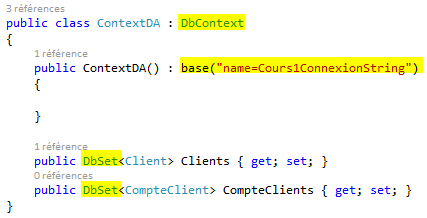 3 références
public class ContextDA : DbContext
{
1 référence
public ContextDA() : base("name=Cours1ConnexionString")
{
}
1 référence
public DbSet<Client> Clients { get; set; }
0 références
public DbSet<CompteClient> CompteClients { get; set; }
}